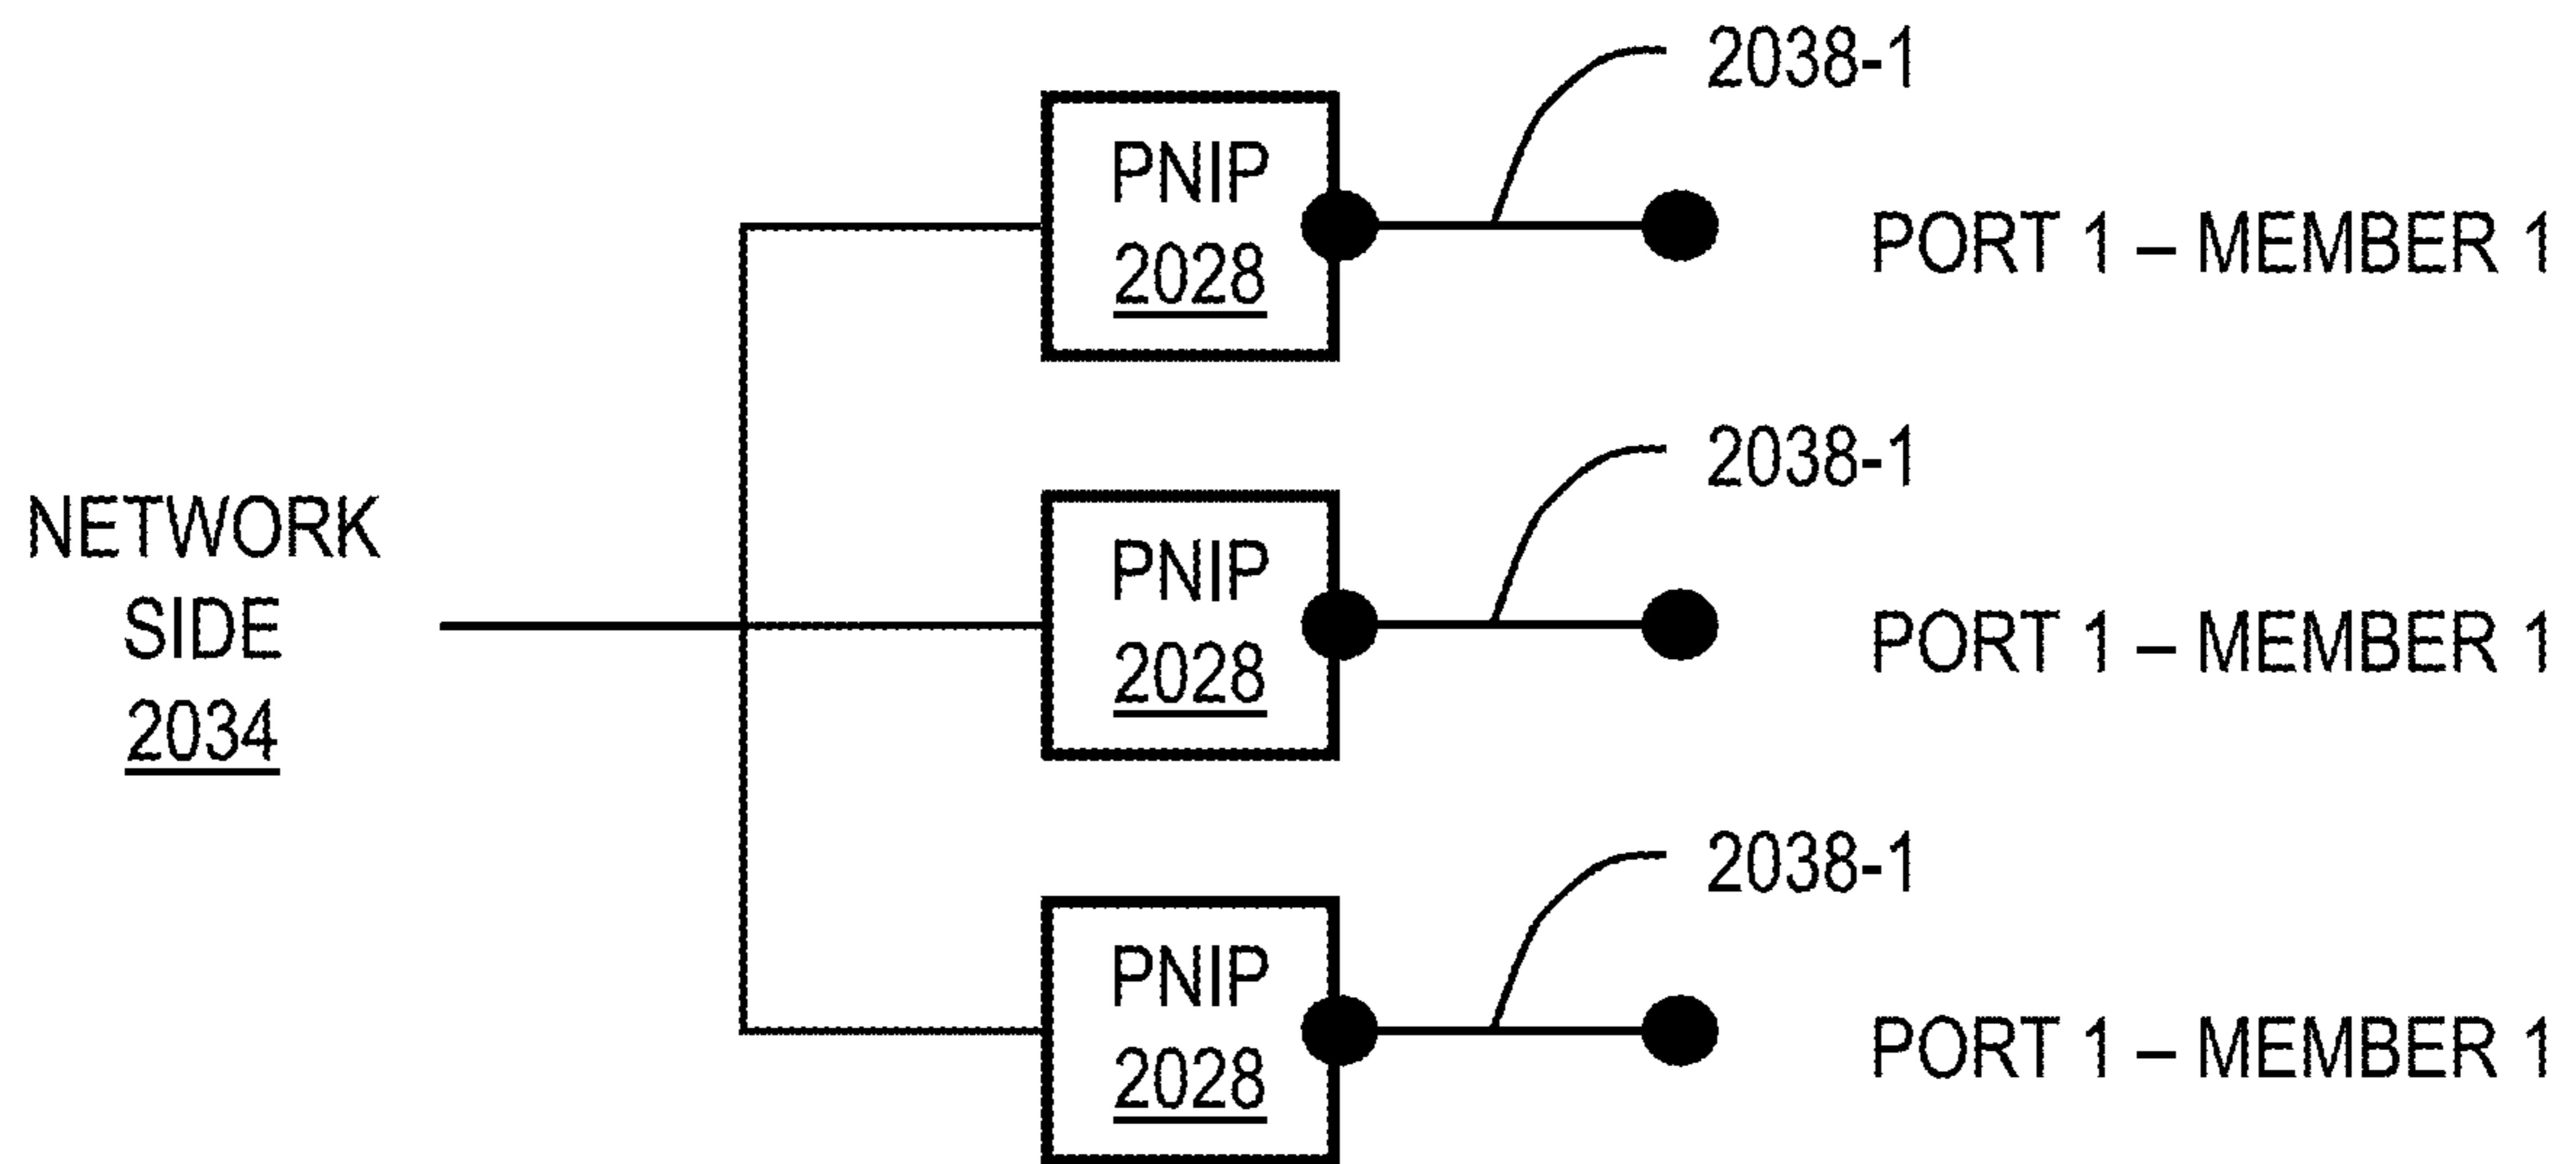 2038-1
PNIP
2028
PORT 1 – MEMBER 1
2038-1
NETWORK
SIDE
2034
PNIP
2028
PORT 1 – MEMBER 1
2038-1
PNIP
2028
PORT 1 – MEMBER 1